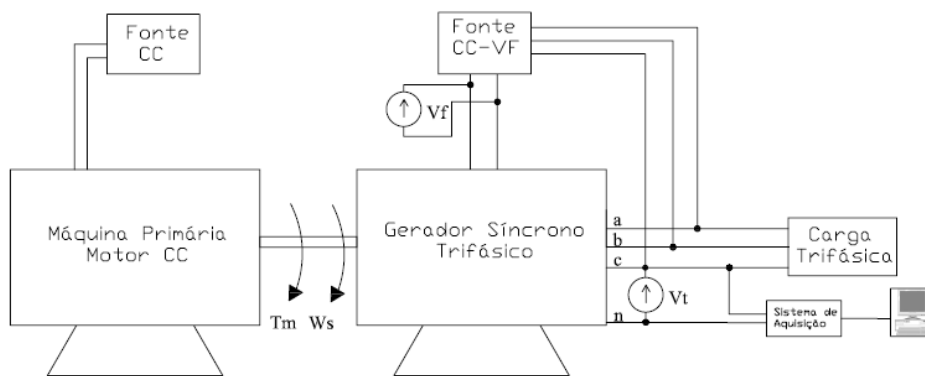 Fonte
CC
Fonte
CC-VF
Vf
Máquina Primária
Motor CC
Tm
Ws
Gerador Síncrono
Trifásico
a
b
c
n
Vt
Carga
Trifásica
Sistema de
Aquisição